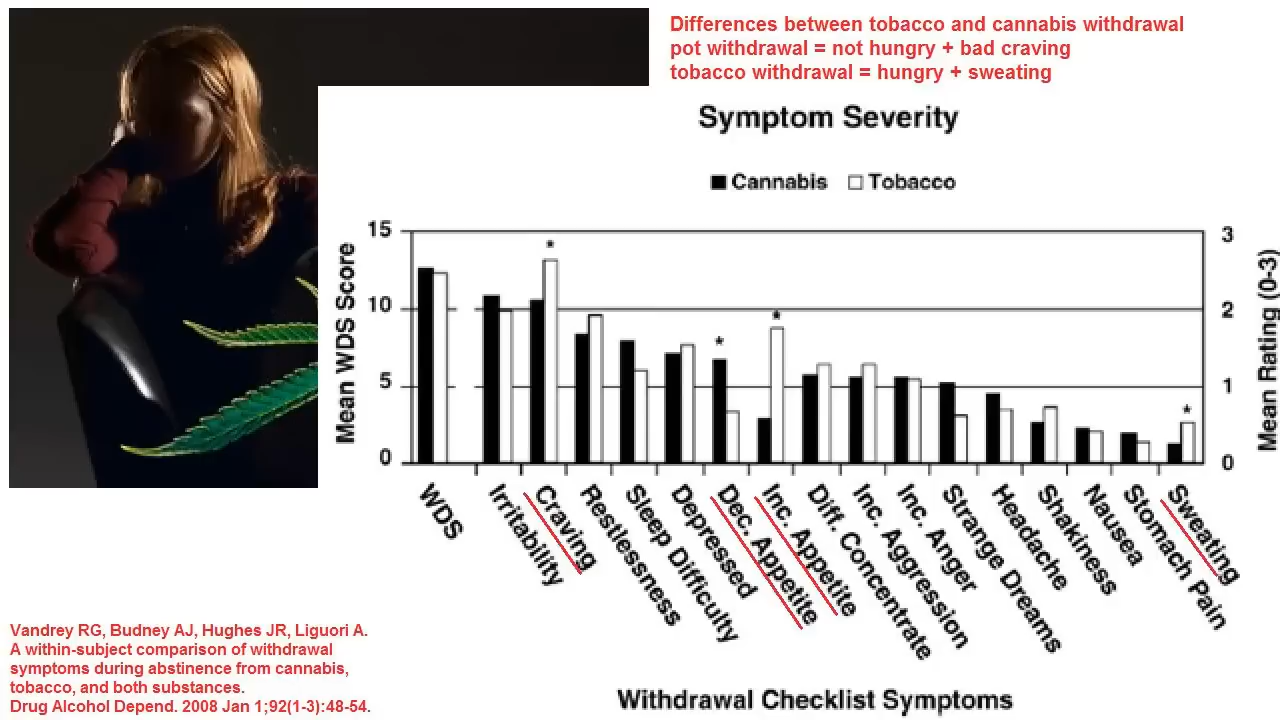 Differences between tobacco and cannabis withdrawal
pot withdrawal = not hungry + bad craving
tobacco withdrawal = hungry + sweating
Symptom Severity
Cannabis Tobacco
Mean WDS Score
15
10
5
0
3
2
1
0
Mean Rating (0-3)
*
*
*
*
WDS
Irritability
Craving
Restlessness
Sleep Difficulty
Depressed
Dec. Appetite
Inc. Appetite
Diff. Concentrate
Inc. Aggression
Inc. Anger
Strange Dreams
Headache
Shakiness
Nausea
Stomach Pain
Sweating
Withdrawal Checklist Symptoms
Vandrey RG, Budney AJ, Hughes JR, Liguori A.
A within-subject comparison of withdrawal
symptoms during abstinence from cannabis,
tobacco, and both substances.
Drug Alcohol Depend. 2008 Jan 1;92(1-3):48-54.